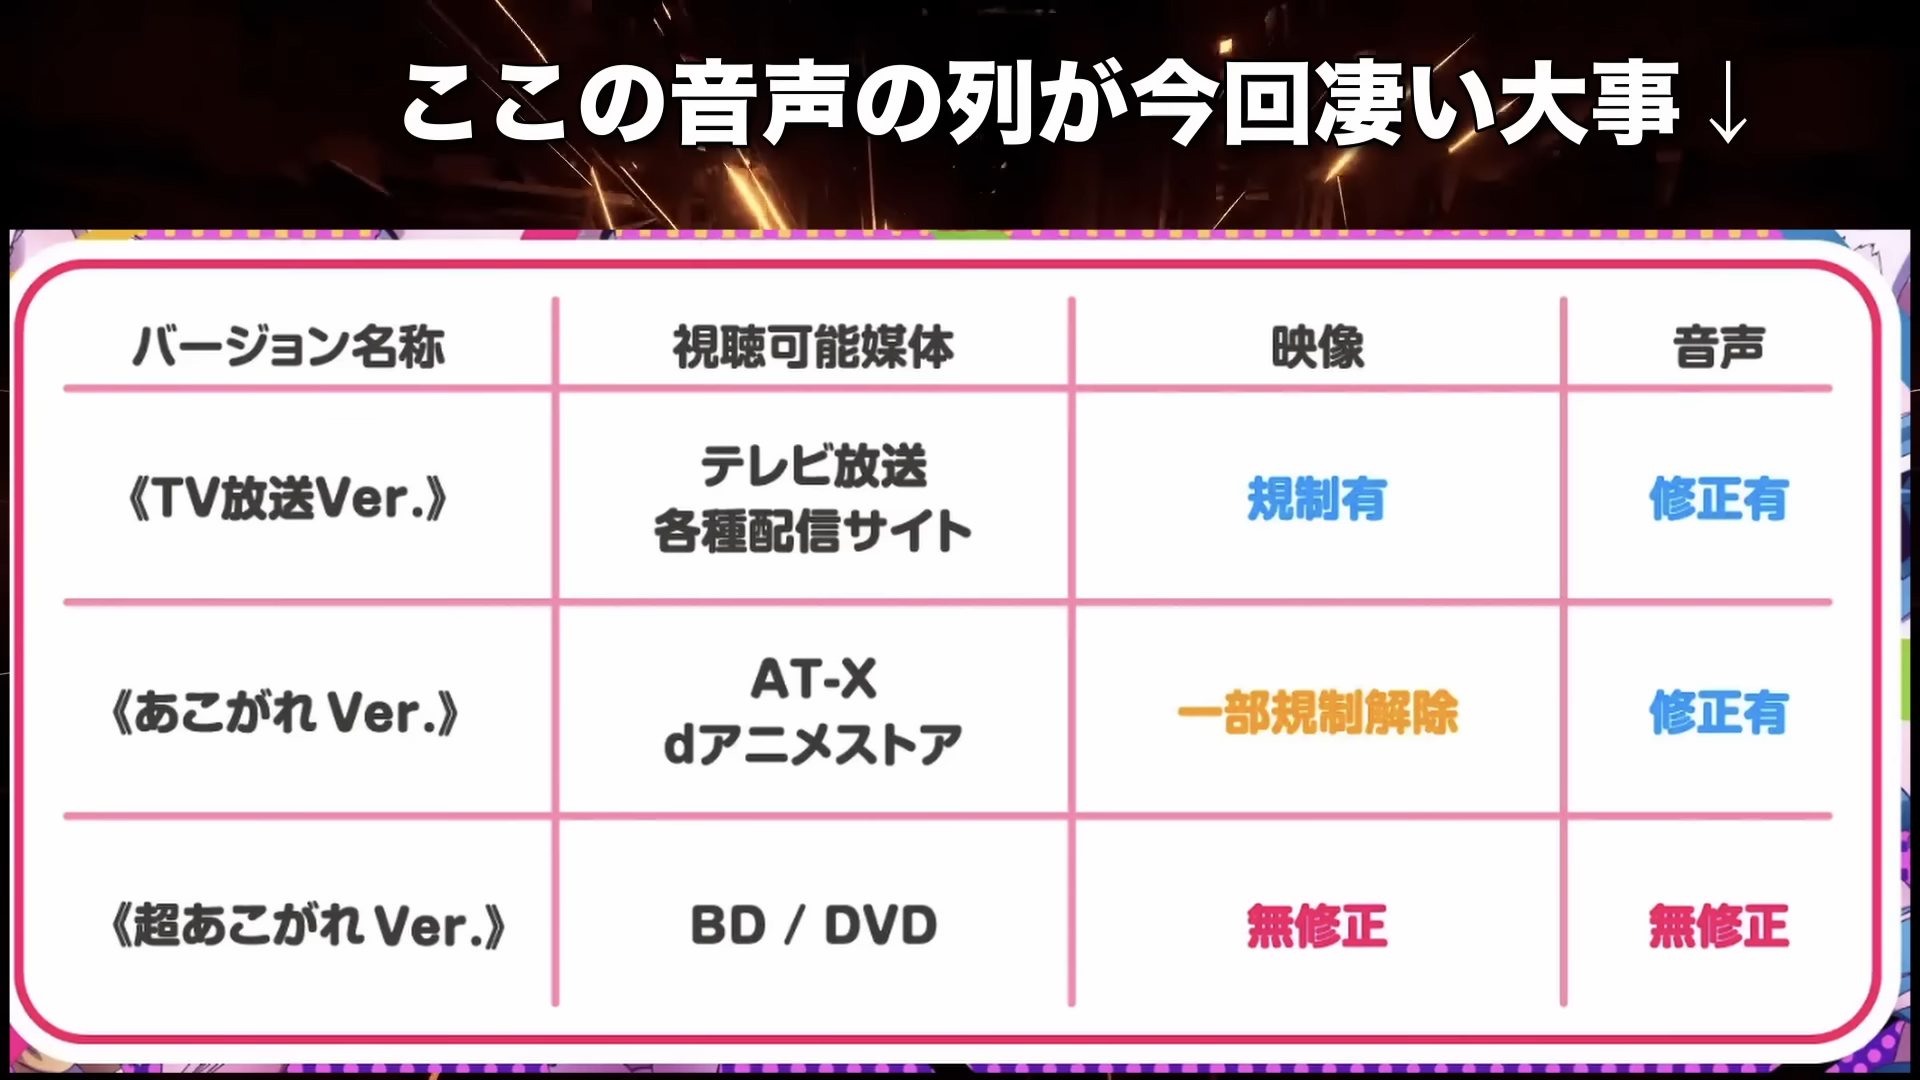 ここの音声の列が今回凄い大事↓
バージョン名称 視聴可能媒体 映像 音声
《TV放送Ver.》 テレビ放送 各種配信サイト 規制有 修正有
《あこがれ Ver.》 AT-X dアニメストア 一部規制解除 修正有
《超あこがれ Ver.》 BD / DVD 無修正 無修正